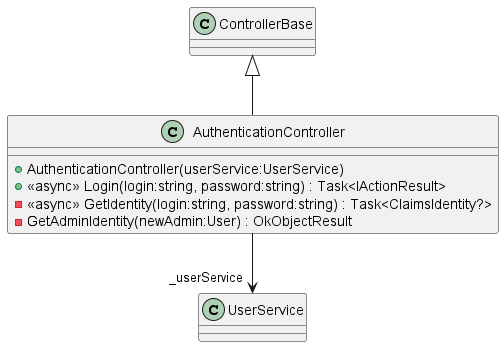 C ControllerBase
C AuthenticationController
AuthenticationController(userService:UserService)
«async» Login(login:string, password:string) : Task<IActionResult>
«async» GetIdentity(login:string, password:string) : Task<ClaimsIdentity?>
GetAdminIdentity(newAdmin:User) : OkObjectResult
_userService
C UserService